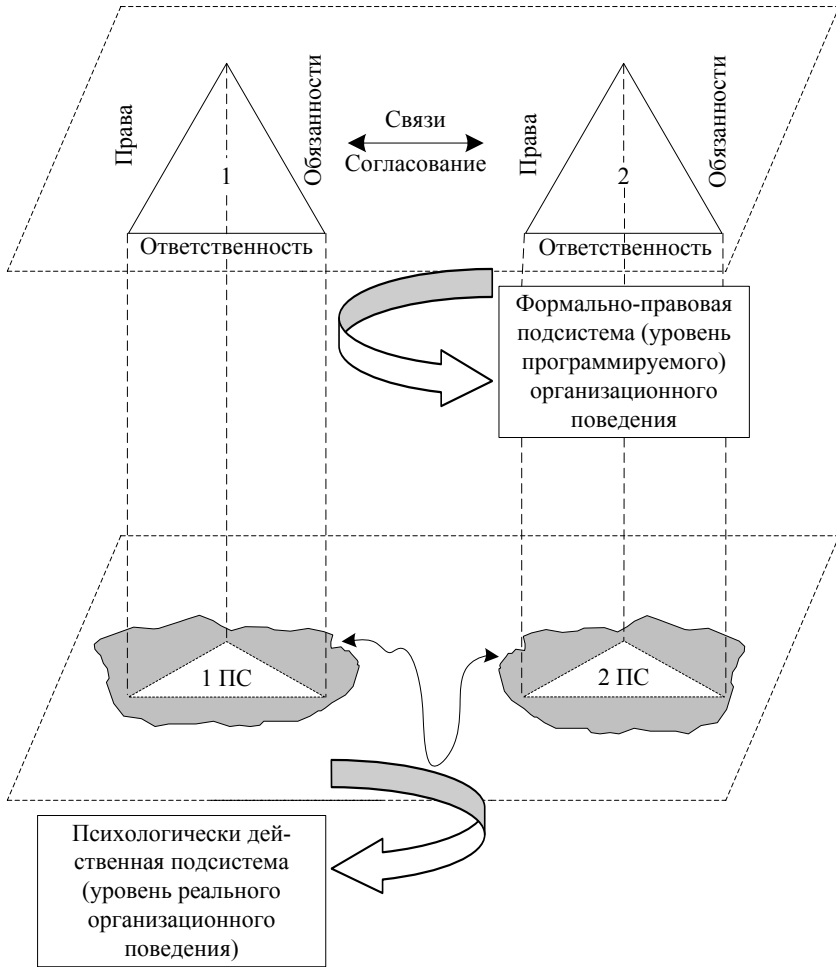 Права
Обязанности
1
Ответственность
Связи
Согласование
Права
Обязанности
2
Ответственность
Формально-правовая
подсистема (уровень
программируемого)
организационного
поведения
1 ПС
2 ПС
Психологически дей-
ственная подсистема
(уровень реального
организационного
поведения)